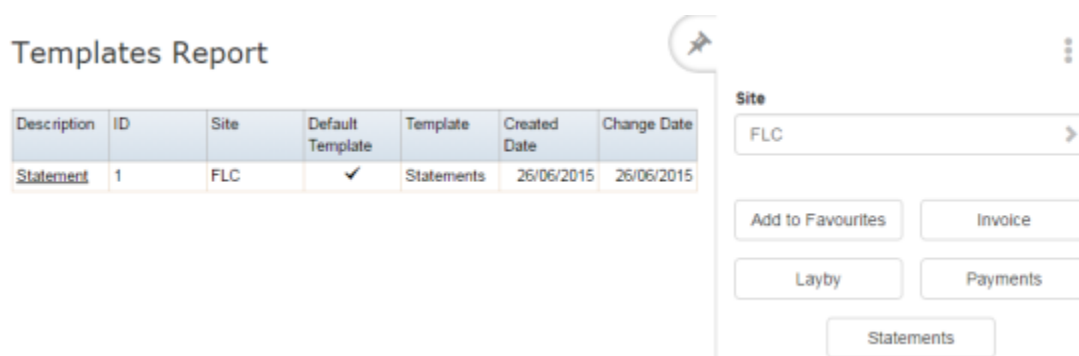 Templates Report
Site
Description ID Site Default Template Template Created Date Change Date
FLC
Statement 1 FLC ✓ Statements 26/06/2015 26/06/2015
Add to Favourites Invoice
Layby Payments
Statements